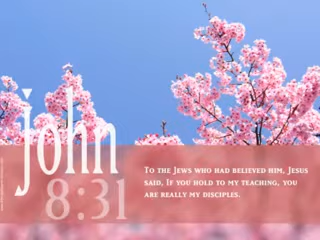 john
8:31
To the Jews who had believed him, Jesus
said, If you hold to my teaching, you
are really my disciples.